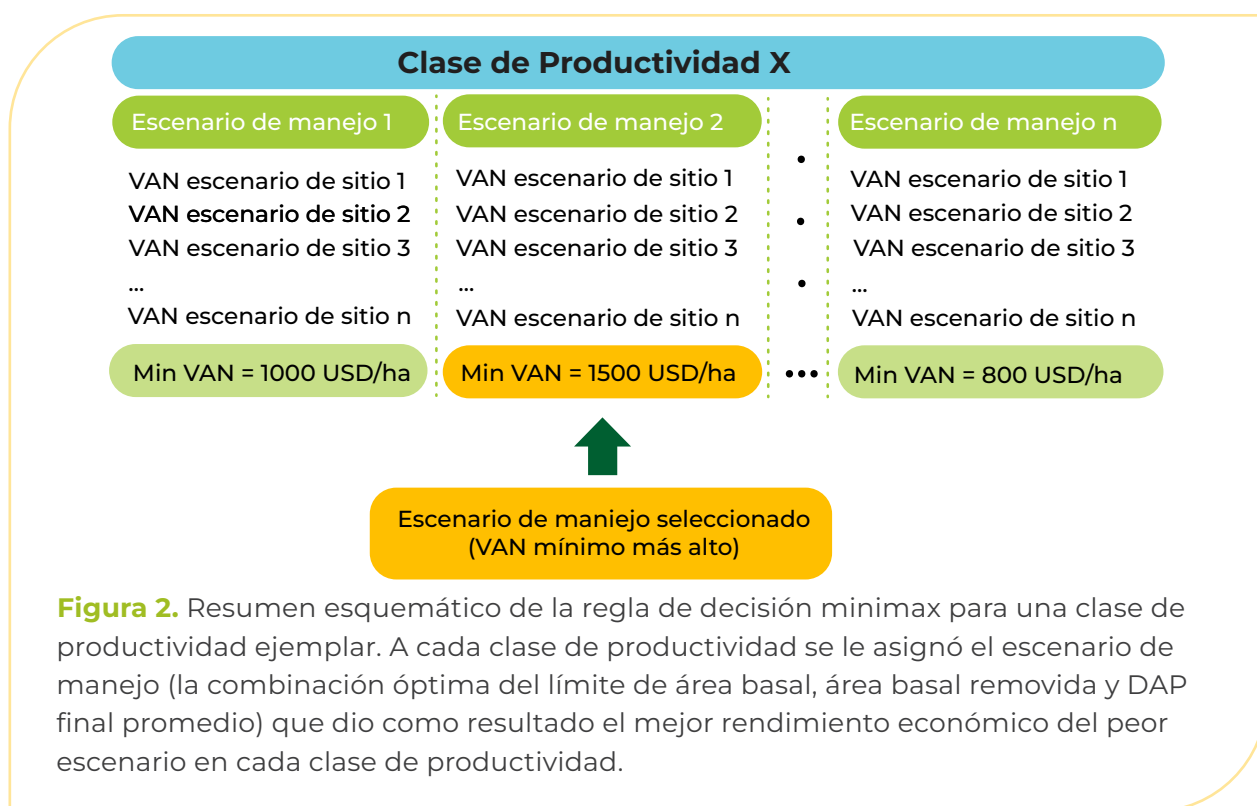 Clase de Productividad X
Escenario de manejo 1
VAN escenario de sitio 1
VAN escenario de sitio 2
VAN escenario de sitio 3
...
VAN escenario de sitio n
Min VAN = 1000 USD/ha
Escenario de manejo 2
VAN escenario de sitio 1
VAN escenario de sitio 2
VAN escenario de sitio 3
...
VAN escenario de sitio n
Min VAN = 1500 USD/ha
...
Escenario de manejo n
VAN escenario de sitio 1
VAN escenario de sitio 2
VAN escenario de sitio 3
...
VAN escenario de sitio n
Min VAN = 800 USD/ha
Escenario de maniejo seleccionado
(VAN mínimo más alto)
Figura 2. Resumen esquemático de la regla de decisión minimax para una clase de
productividad ejemplar. A cada clase de productividad se le asignó el escenario de
manejo (la combinación óptima del límite de área basal, área basal removida y DAP
final promedio) que dio como resultado el mejor rendimiento económico del peor
escenario en cada clase de productividad.